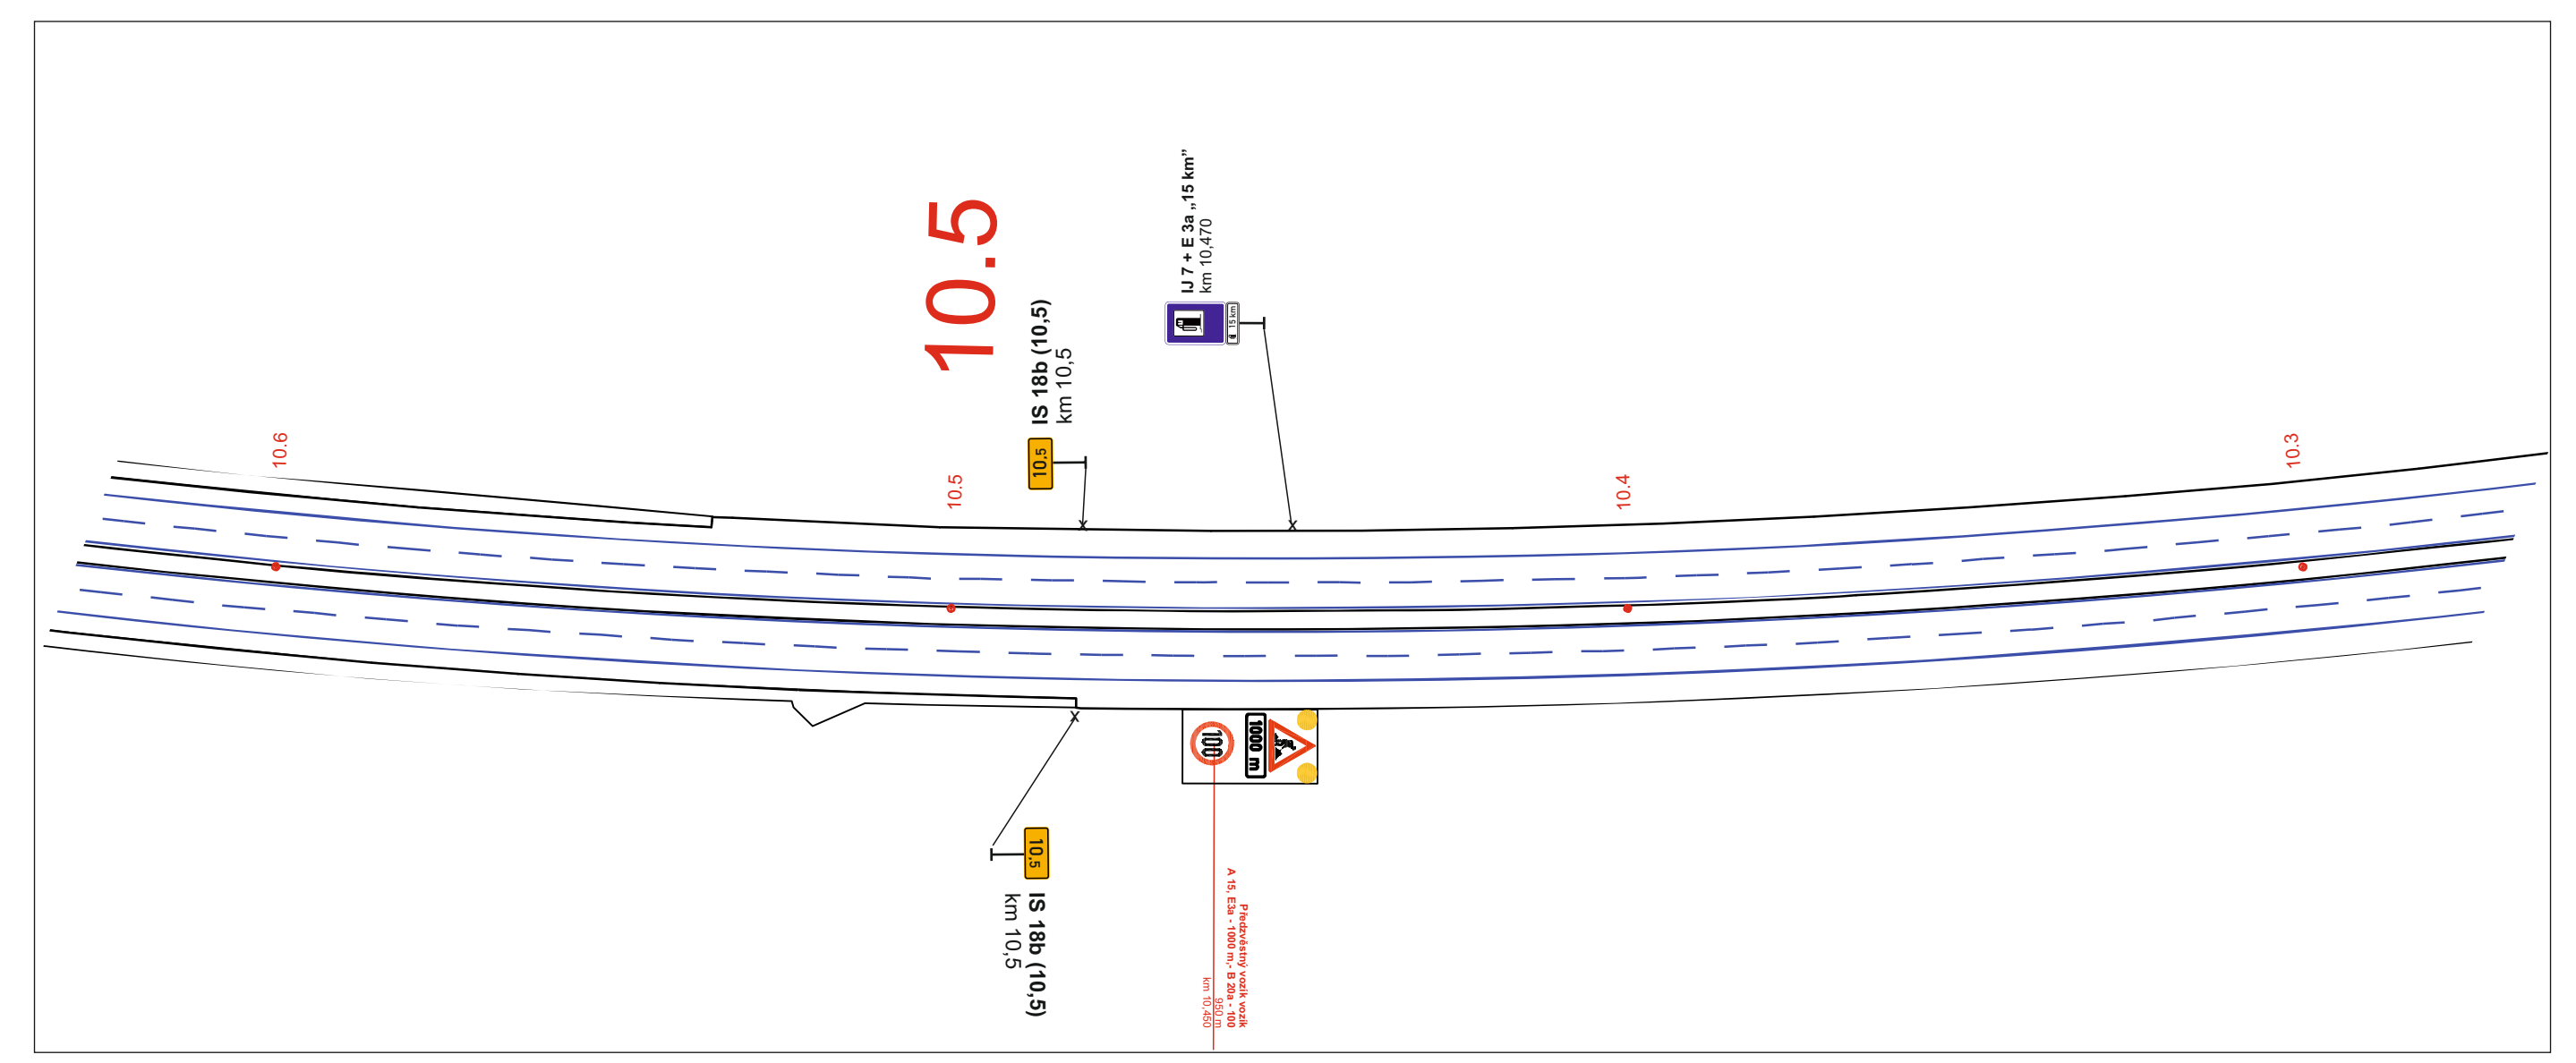 10.5
IJ 7 + E 3a „15 km”
km 10,470
15 km
IS 18b (10,5)
km 10,5
10,5
10.6
10.5
10.4
10.3
100
1000 m
10,5
IS 18b (10,5)
km 10,5
Předzvěstný vozík vozík
A 15, E3a - 1000 m,- B 20a - 100
950 m
km 10,450